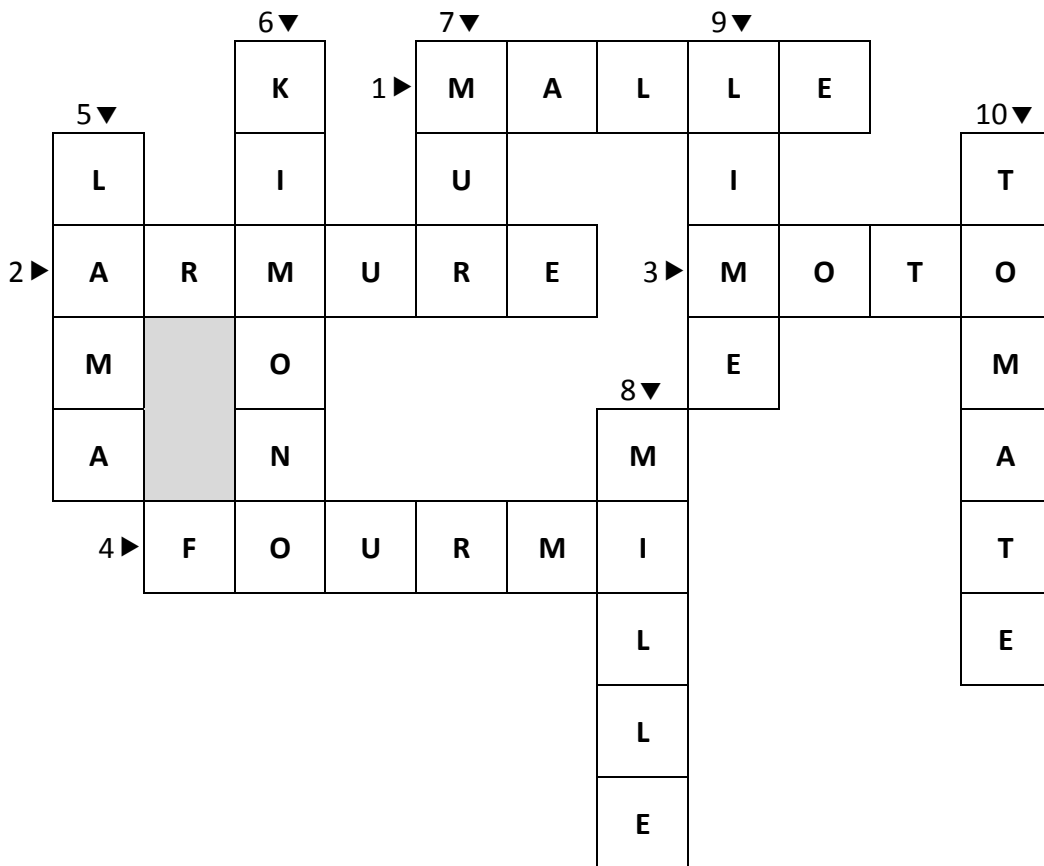 6▼ 7▼ 9▼
K 1► M A L L E
5▼ 10▼
L I U I T
2► A R M U R E 3► M O T O
M O E M
8▼
A N M A
4► F O U R M I T
L E
L
E